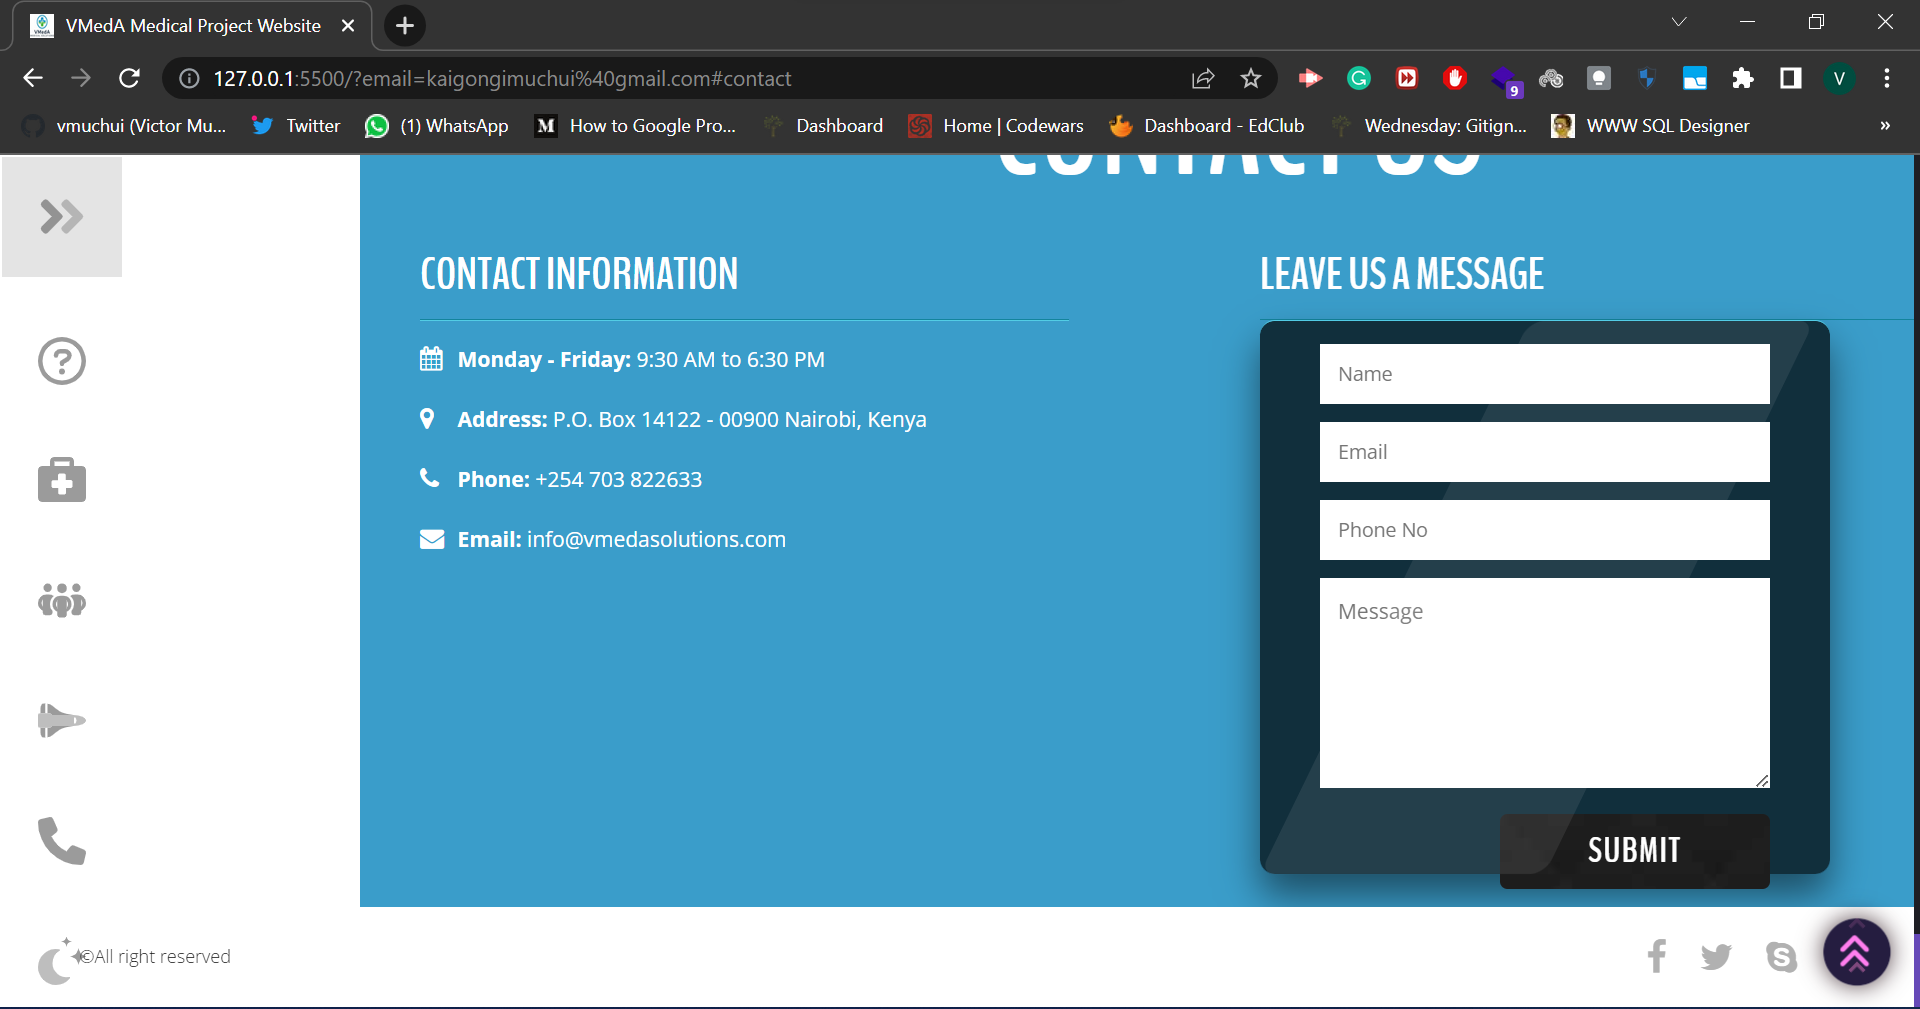 VMedA Medical Project Website
127.0.0.1:5500/?email=kaigongimuchui%40gmail.com#contact
9
V
vmuchui (Victor Mu... Twitter (1) WhatsApp How to Google Pro... Dashboard Home | Codewars Dashboard - EdClub Wednesday: Gitign... WWW SQL Designer »
CONTACT US
CONTACT INFORMATION
Monday - Friday: 9:30 AM to 6:30 PM
Address: P.O. Box 14122 - 00900 Nairobi, Kenya
Phone: +254 703 822633
Email: info@vmedasolutions.com
LEAVE US A MESSAGE
Name
Email
Phone No
Message
SUBMIT
©All right reserved